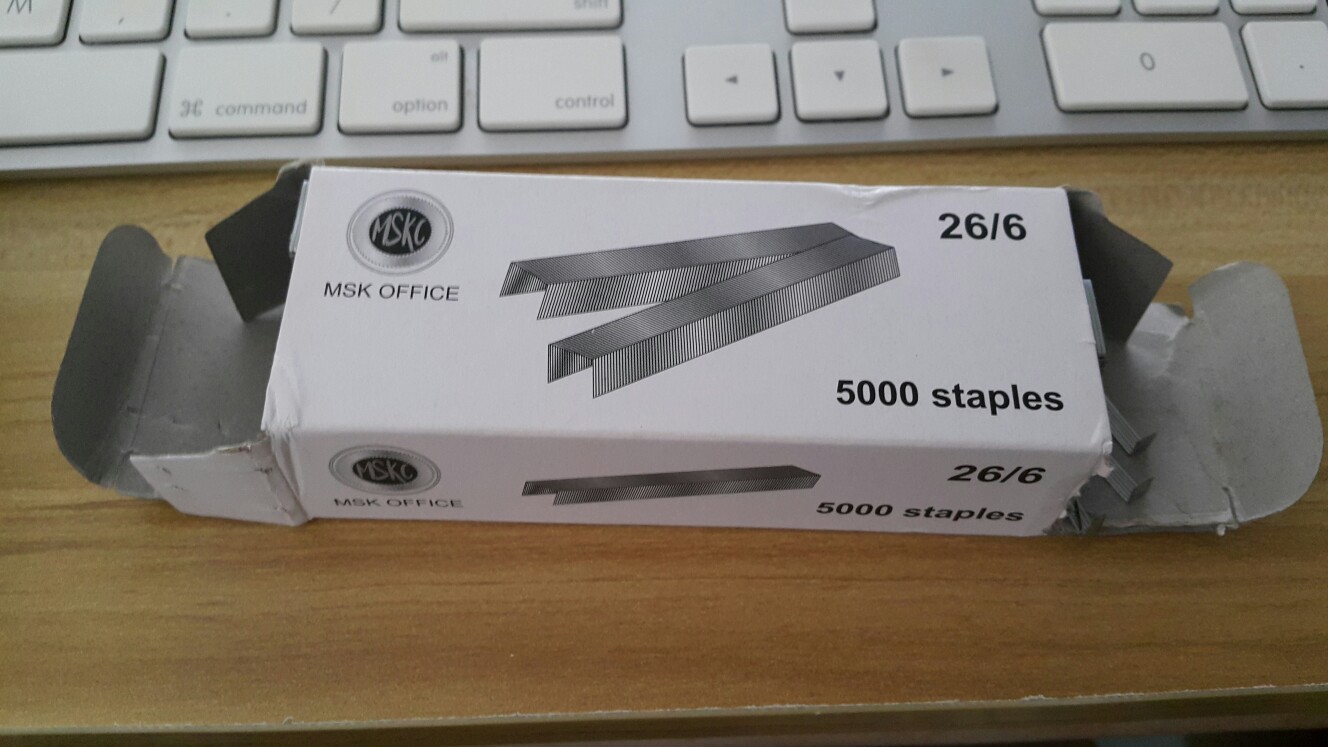 M , . / shift
alt
⌘ command option control ◄ ▼ ► 0 .
MSKC
MSK OFFICE
26/6
5000 staples
MSKC
MSK OFFICE
26/6
5000 staples